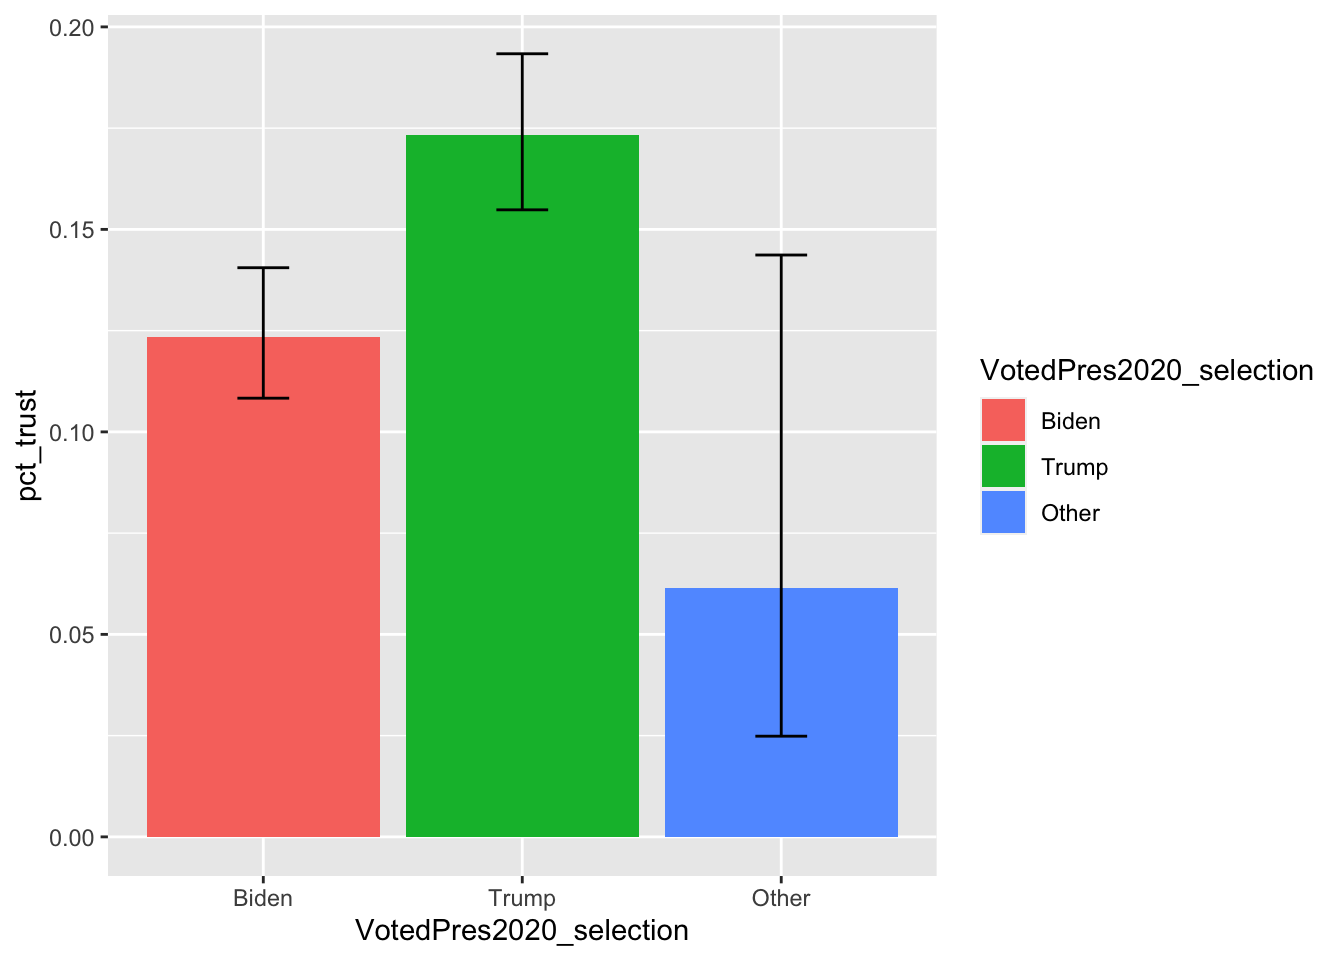 0.20
0.15
0.10
0.05
0.00
pct_trust
Biden
Trump
Other
VotedPres2020_selection
VotedPres2020_selection
Biden
Trump
Other